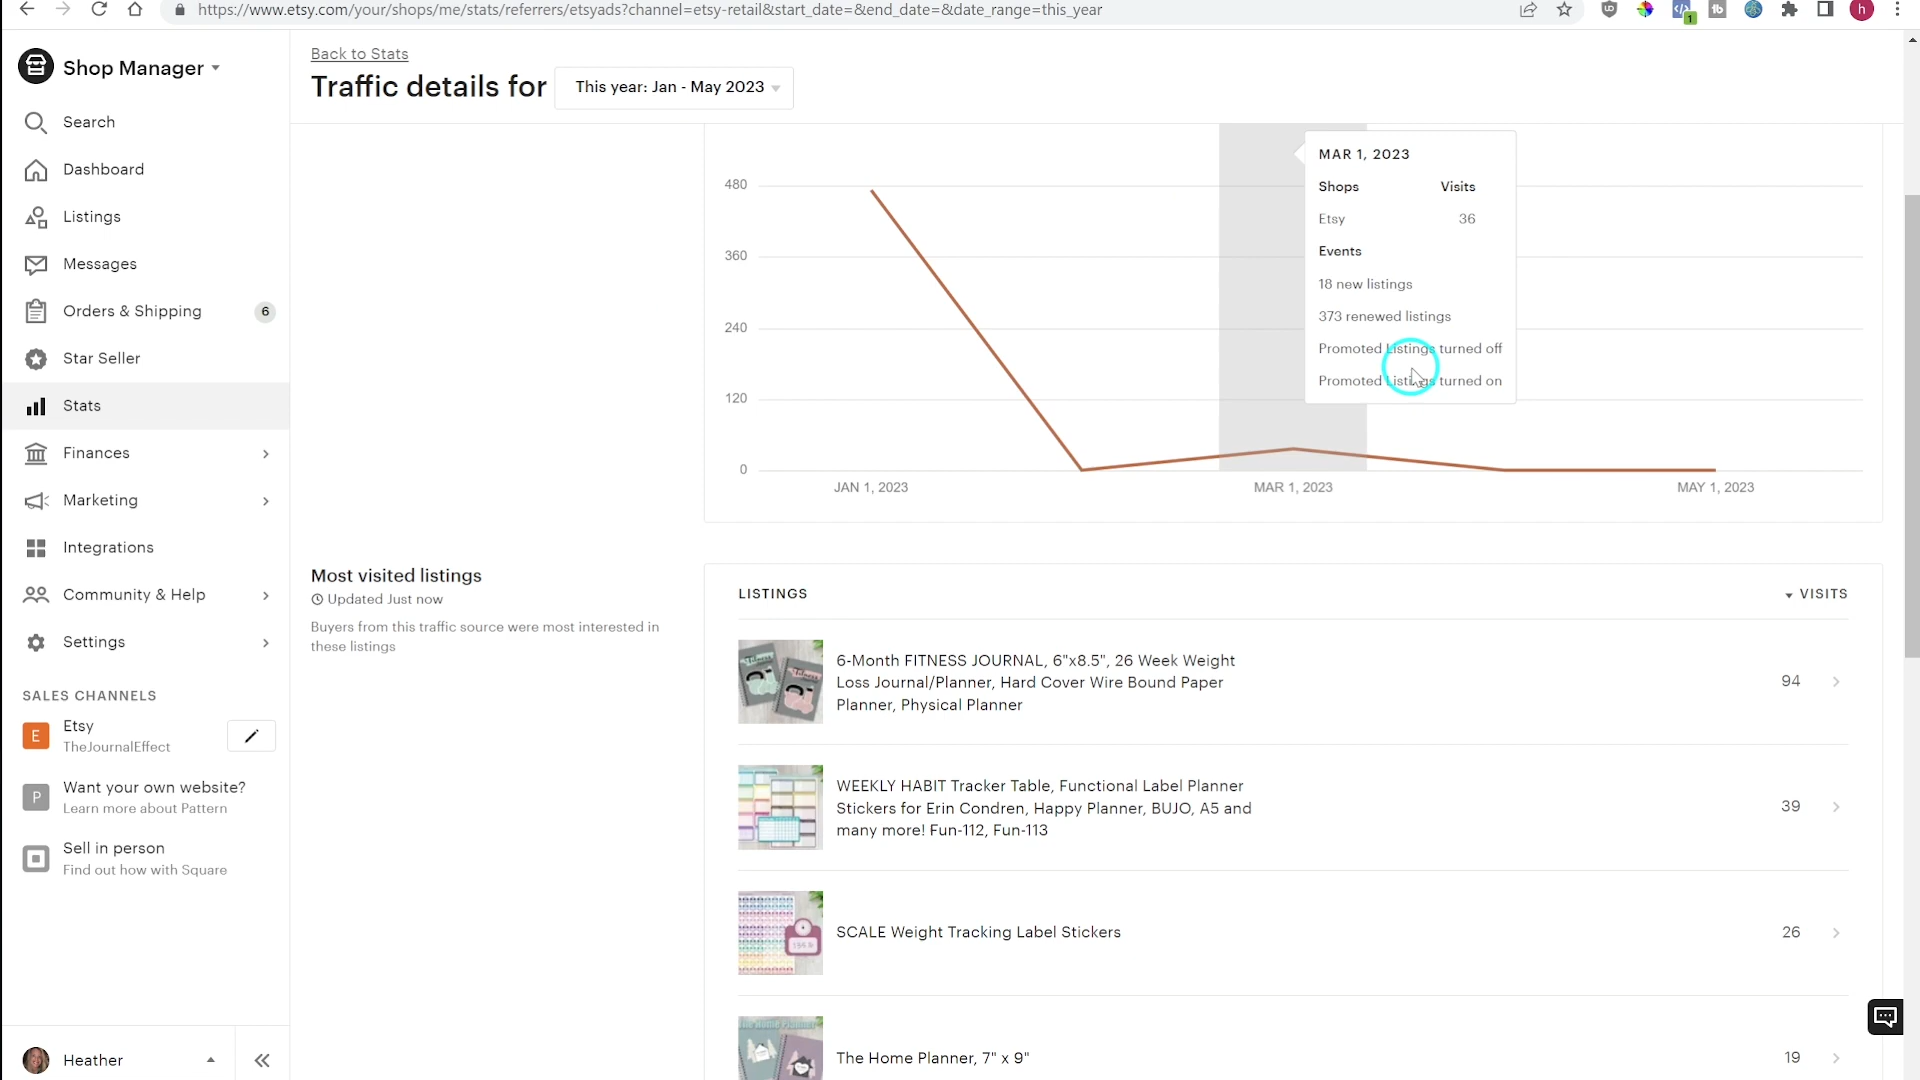 https://www.etsy.com/your/shops/me/stats/referrers/etsyads?channel=etsy-retail&start_date=&end_date=&date_range=this_year
Shop Manager
Search
Dashboard
Listings
Messages
Orders & Shipping 6
Star Seller
Stats
Finances
Marketing
Integrations
Community & Help
Settings
SALES CHANNELS
E Etsy
TheJournalEffect
P Want your own website?
Learn more about Pattern
Sell in person
Find out how with Square
Heather
Back to Stats
Traffic details for This year: Jan - May 2023
480
360
240
120
0
JAN 1, 2023 MAR 1, 2023 MAY 1, 2023
MAR 1, 2023
Shops Visits
Etsy 36
Events
18 new listings
373 renewed listings
Promoted Listings turned off
Promoted Listings turned on
Most visited listings
Updated Just now
Buyers from this traffic source were most interested in
these listings
LISTINGS VISITS
6-Month FITNESS JOURNAL, 6"x8.5", 26 Week Weight
Loss Journal/Planner, Hard Cover Wire Bound Paper
Planner, Physical Planner
94
WEEKLY HABIT Tracker Table, Functional Label Planner
Stickers for Erin Condren, Happy Planner, BUJO, A5 and
many more! Fun-112, Fun-113
39
SCALE Weight Tracking Label Stickers 26
The Home Planner, 7" x 9" 19